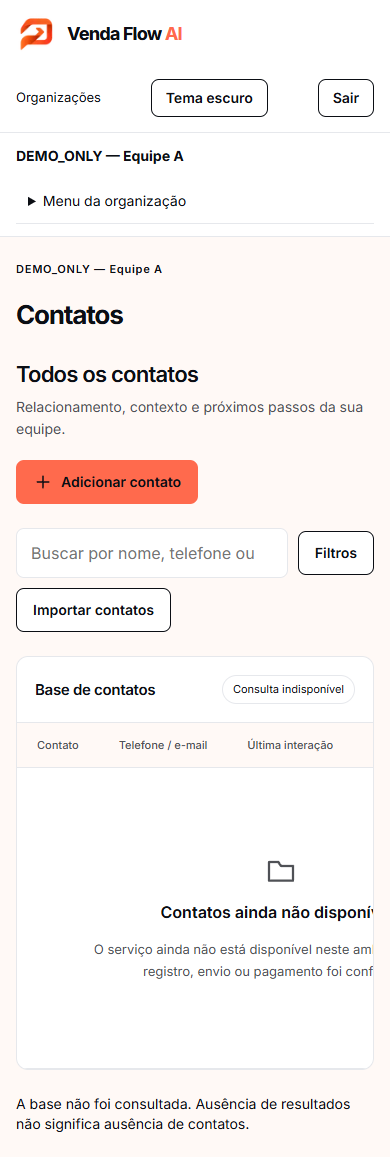 Venda Flow AI
Organizações
Tema escuro
Sair
DEMO_ONLY — Equipe A
Menu da organização
DEMO_ONLY — Equipe A
Contatos
Todos os contatos
Relacionamento, contexto e próximos passos da sua
equipe.
Adicionar contato
Buscar por nome, telefone ou
Filtros
Importar contatos
Base de contatos
Consulta indisponível
Contato
Telefone / e-mail
Última interação
Contatos ainda não
O serviço ainda não está disponível neste
registro, envio ou pagamento foi
A base não foi consultada. Ausência de resultados
não significa ausência de contatos.